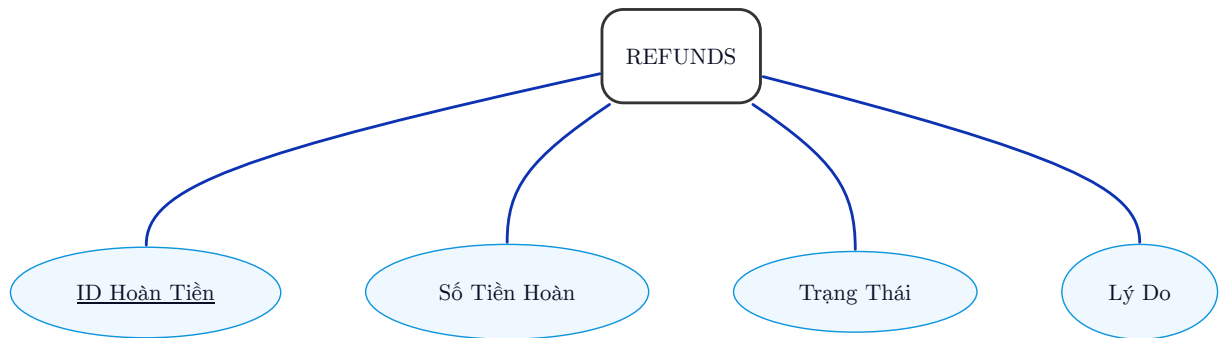 REFUNDS
ID Hoàn Tiền
Số Tiền Hoàn
Trạng Thái
Lý Do